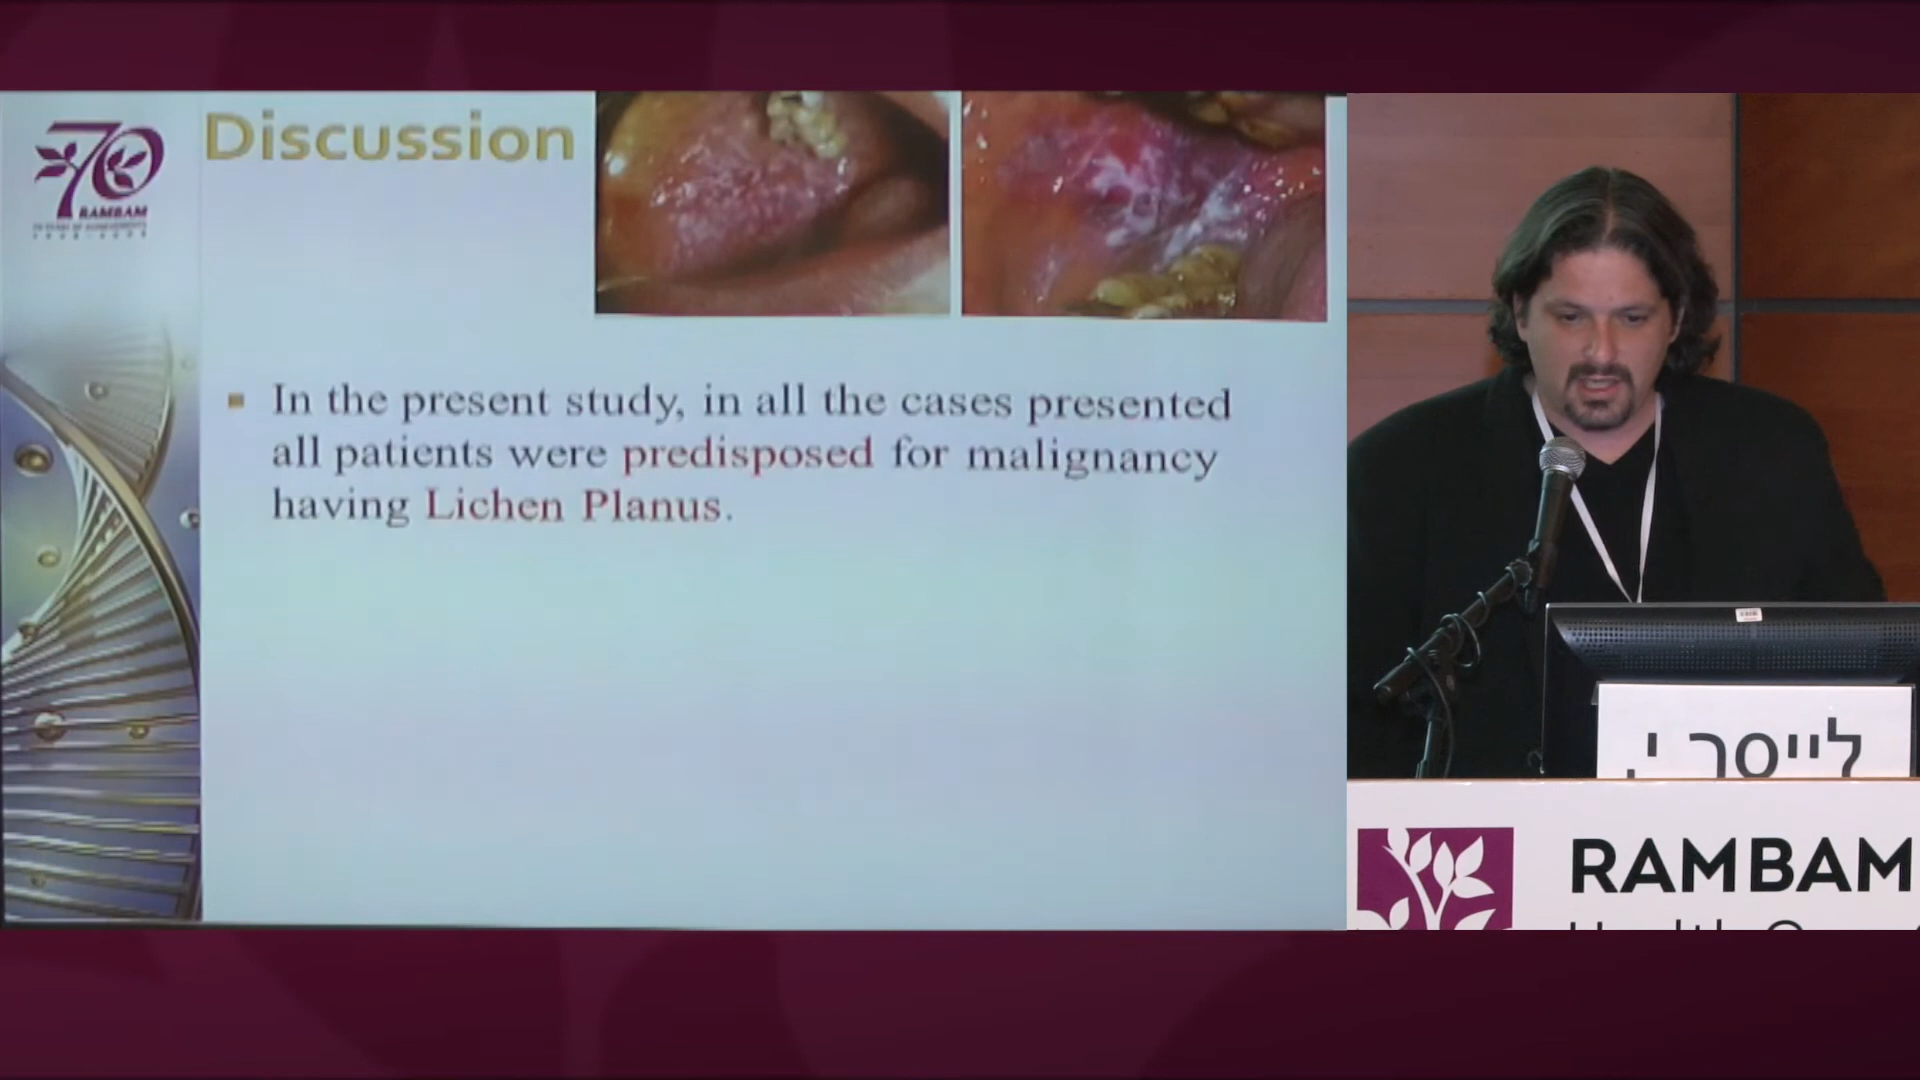 70
RAMBAM
Discussion
In the present study, in all the cases presented
all patients were predisposed for malignancy
having Lichen Planus.
לייסר י.
RAMBAM